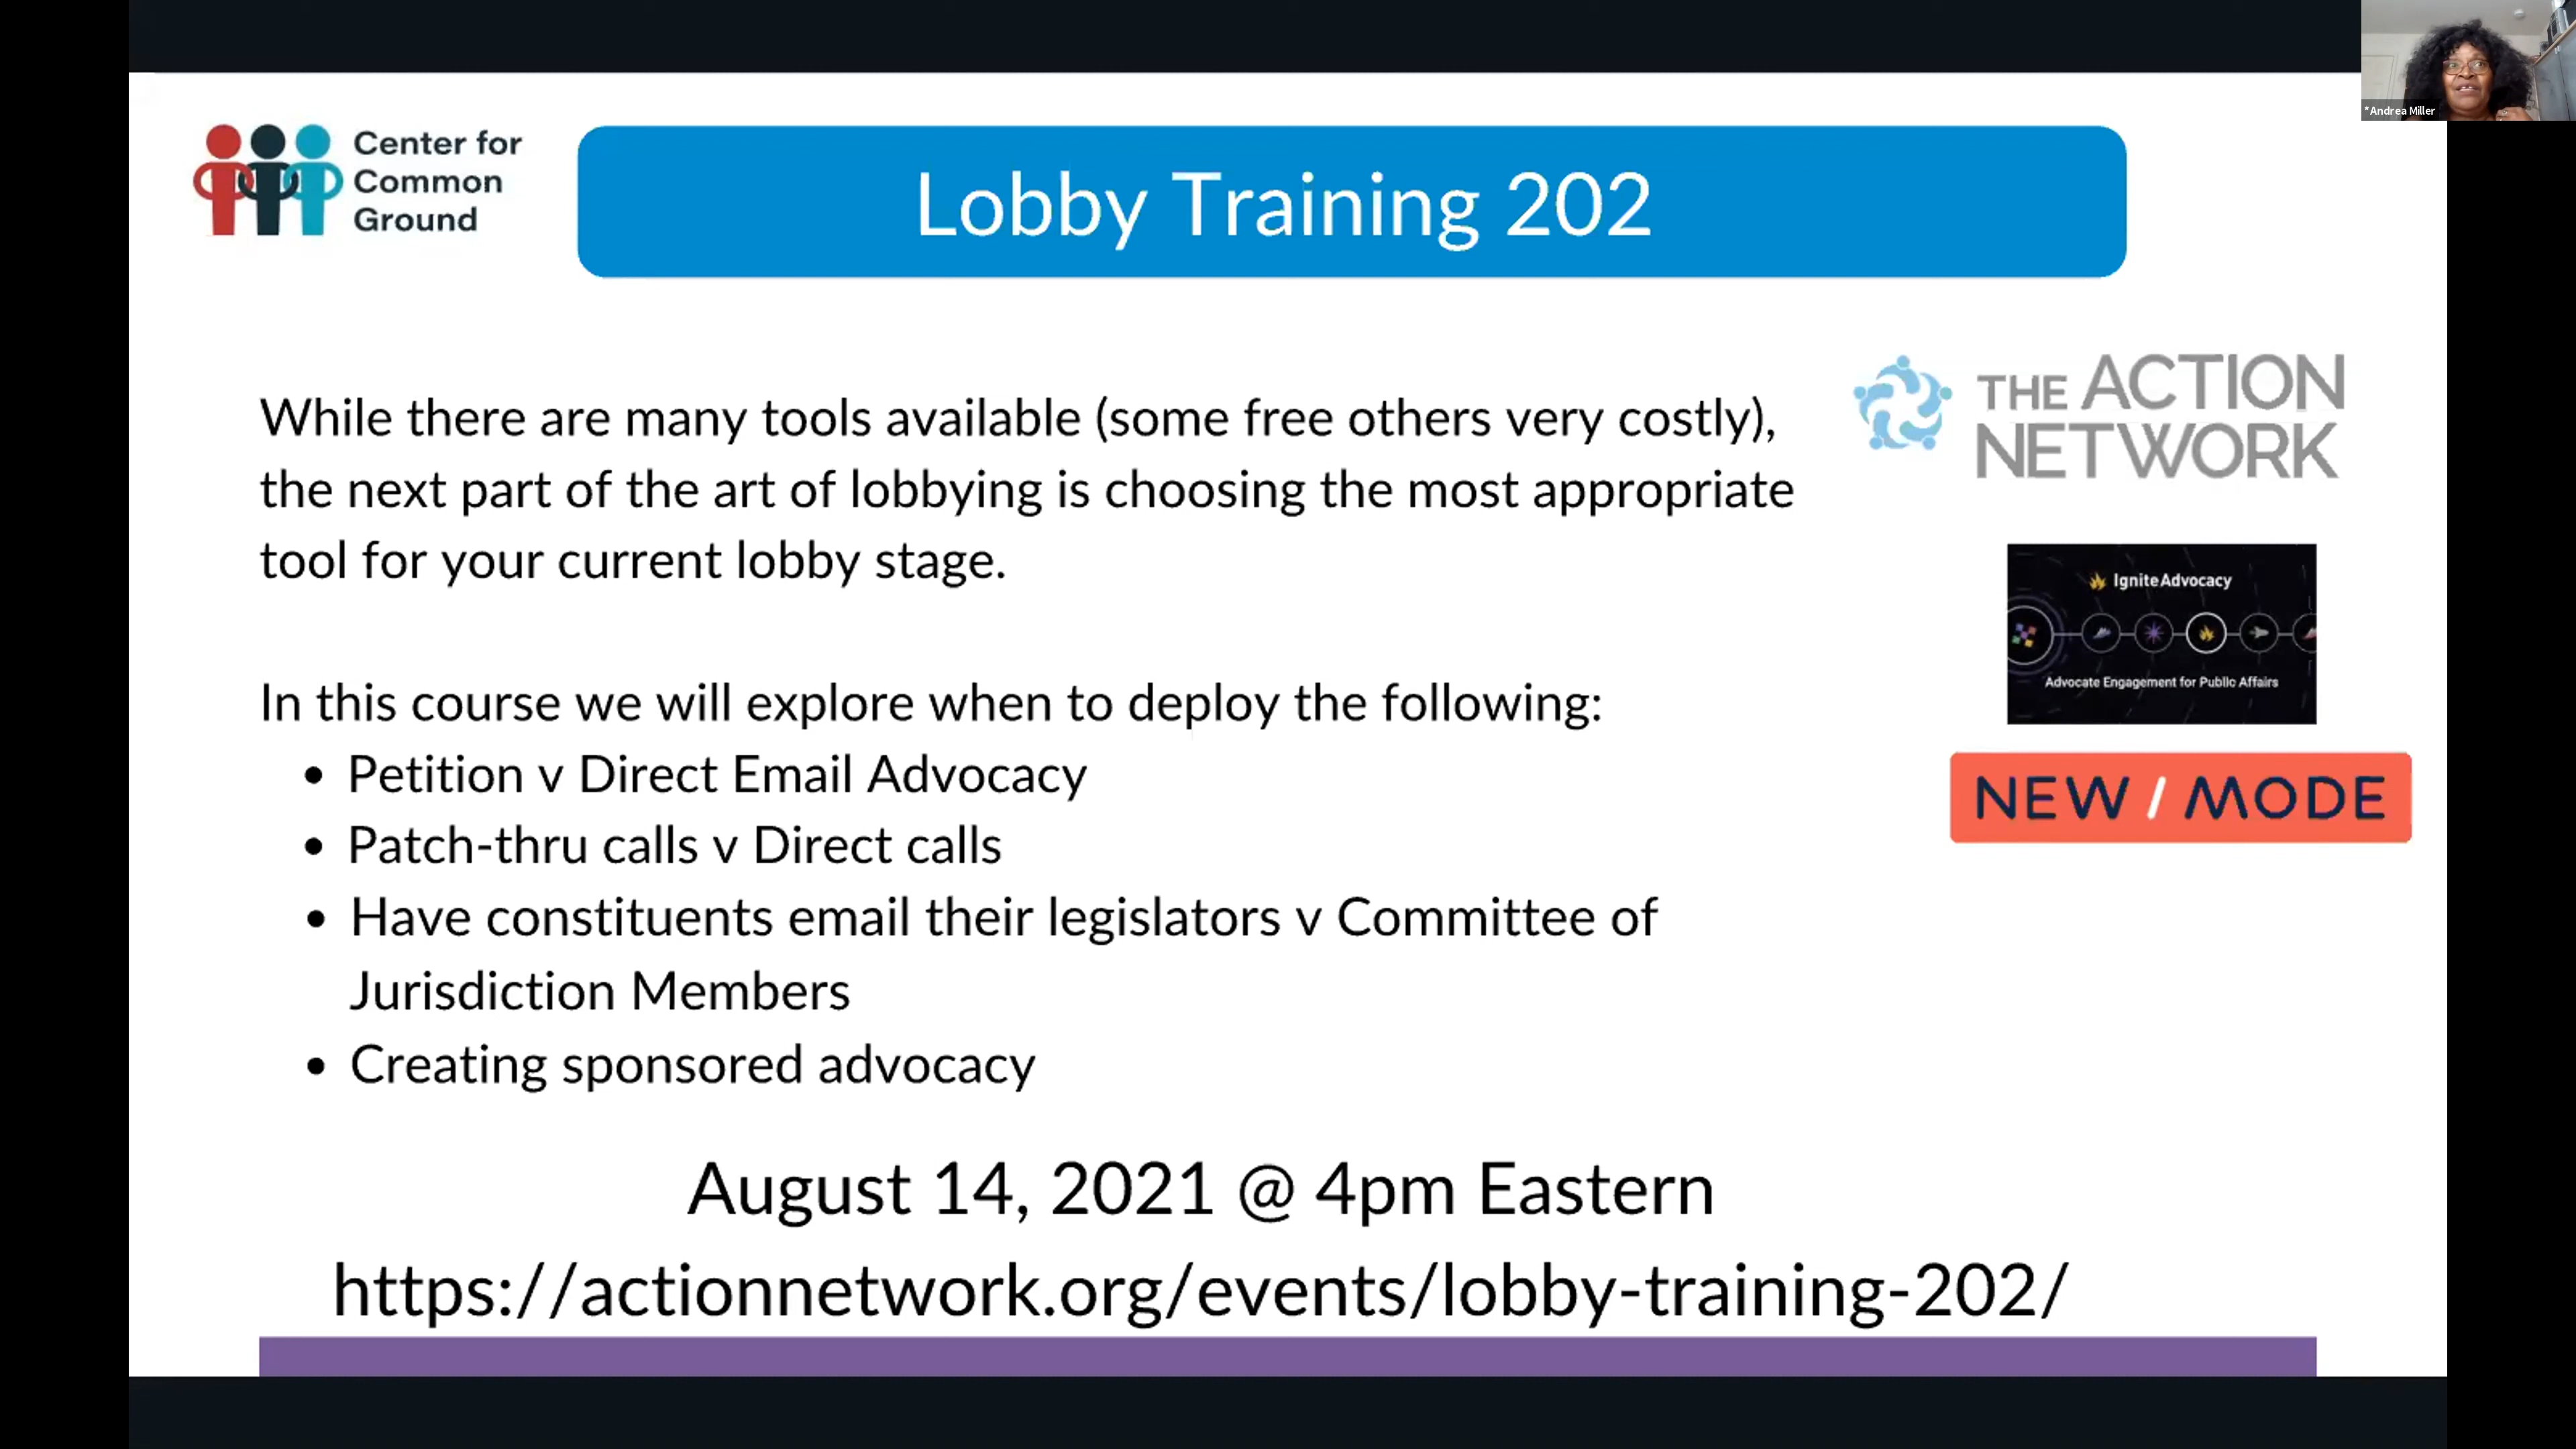 *Andrea Miller
Center for
Common
Ground
Lobby Training 202
While there are many tools available (some free others very costly),
the next part of the art of lobbying is choosing the most appropriate
tool for your current lobby stage.
THE ACTION
NETWORK
IgniteAdvocacy
Advocate Engagement for Public Affairs
NEW / MODE
In this course we will explore when to deploy the following:
• Petition v Direct Email Advocacy
• Patch-thru calls v Direct calls
• Have constituents email their legislators v Committee of
Jurisdiction Members
• Creating sponsored advocacy
August 14, 2021 @ 4pm Eastern
https://actionnetwork.org/events/lobby-training-202/